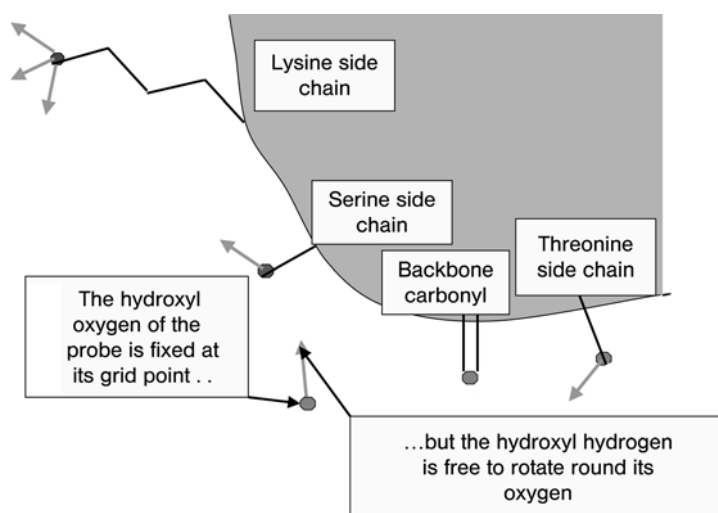 Lysine side
chain
Serine side
chain
Threonine
side chain
Backbone
carbonyl
The hydroxyl
oxygen of the
probe is fixed at
its grid point . .
…but the hydroxyl hydrogen
is free to rotate round its
oxygen